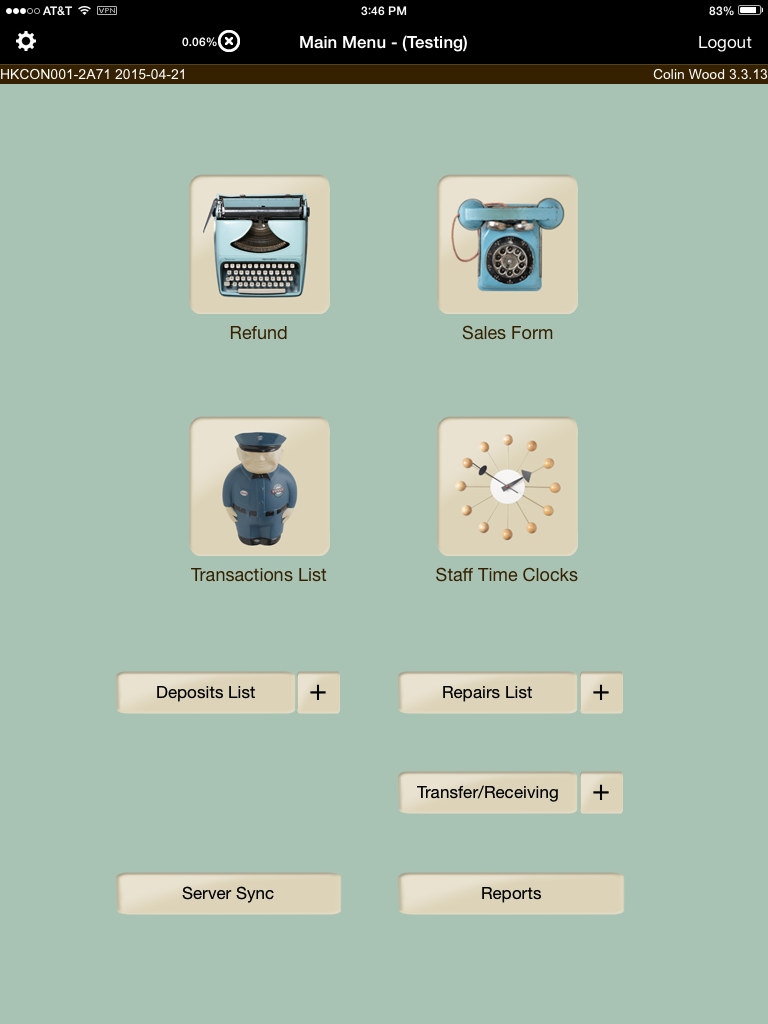 AT&T VPN 3:46 PM 83%
0.06% Main Menu - (Testing) Logout
HKCON001-2A71 2015-04-21 Colin Wood 3.3.13
Refund Sales Form
Transactions List Staff Time Clocks
Deposits List + Repairs List +
Transfer/Receiving +
Server Sync Reports